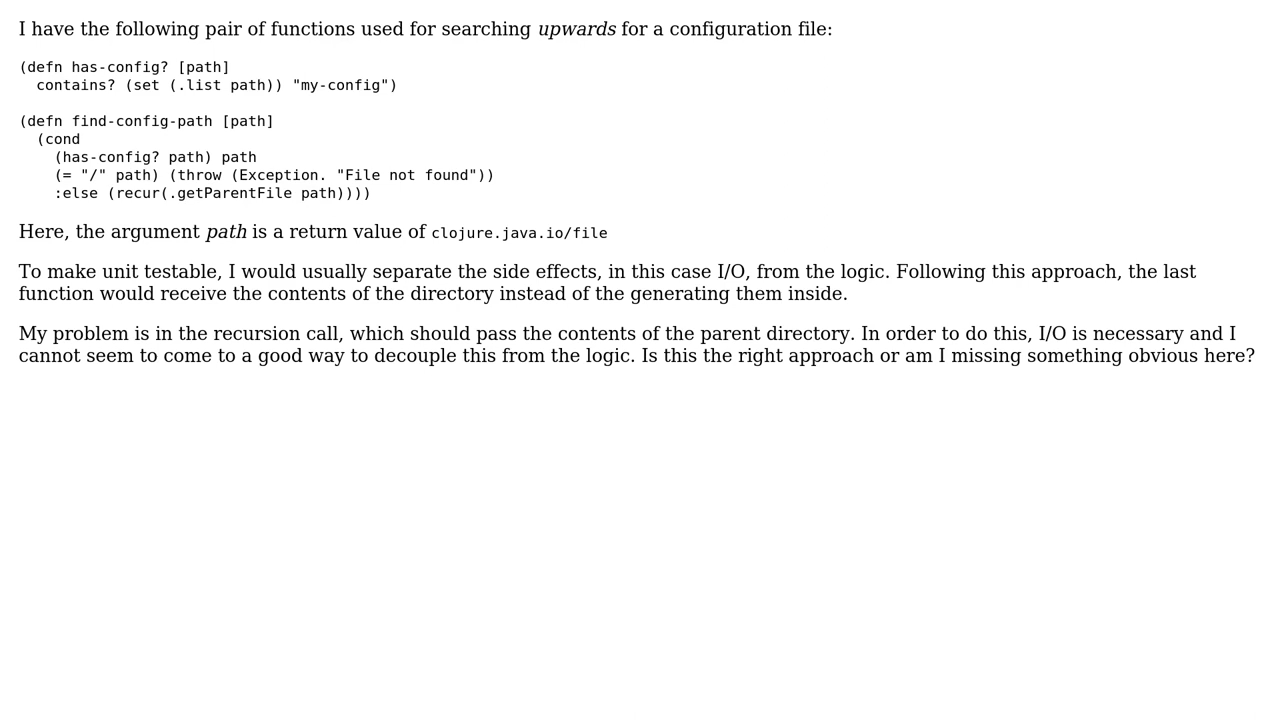 I have the following pair of functions used for searching upwards for a configuration file:
(defn has-config? [path]
  contains? (set (.list path)) "my-config")
(defn find-config-path [path]
  (cond
    (has-config? path) path
    (= "/" path) (throw (Exception. "File not found"))
    :else (recur(.getParentFile path))))
Here, the argument path is a return value of clojure.java.io/file
To make unit testable, I would usually separate the side effects, in this case I/O, from the logic. Following this approach, the last
function would receive the contents of the directory instead of the generating them inside.
My problem is in the recursion call, which should pass the contents of the parent directory. In order to do this, I/O is necessary and I
cannot seem to come to a good way to decouple this from the logic. Is this the right approach or am I missing something obvious here?